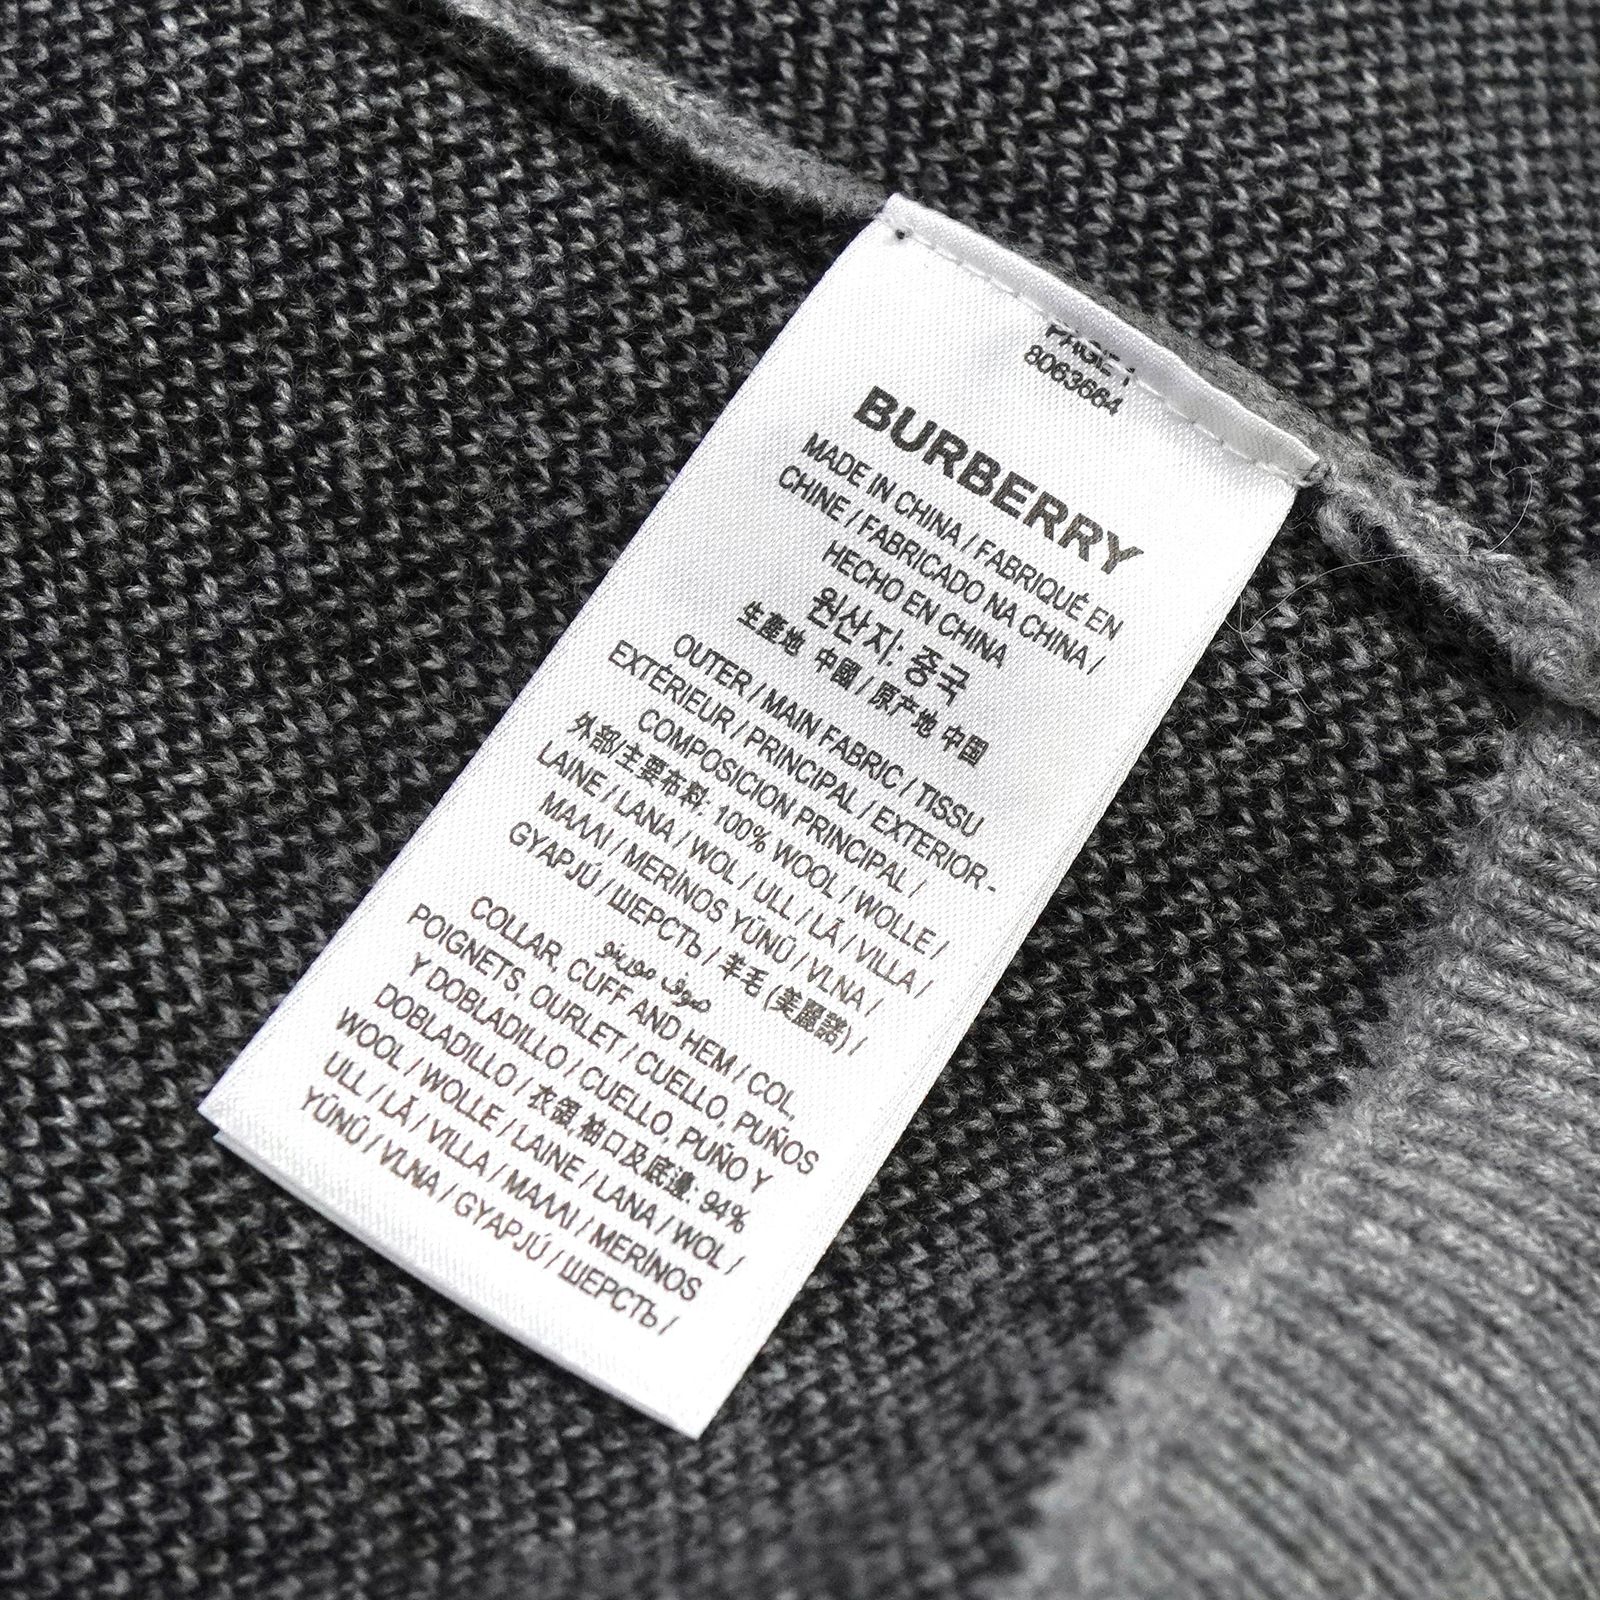 PAGE 1
8063664
BURBERRY
MADE IN CHINA / FABRIQUÉ EN
CHINE / FABRICADO NA CHINA /
HECHO EN CHINA
원산지: 중국
生產地 中國 / 原产地 中國
OUTER / MAIN FABRIC / TISSU
EXTÉRIEUR / PRINCIPAL / EXTERIOR -
COMPOSICION PRINCIPAL /
外部/主要布料: 100% WOOL / WOLLE /
LAINE / LANA / WOL / ULL / LÃ / VILLA /
ΜΑΛΛΙ / MERİNOS YÜNÜ / VLNA /
GYAPJÚ / ШЕРСТЬ / 羊毛 (美麗諾) /
صوف مورينو
COLLAR, CUFF AND HEM / COL,
POIGNETS, OURLET / CUELLO, PUÑOS
Y DOBLADILLO / CUELLO, PUÑO Y
DOBLADILLO / 衣領,袖口及底邊: 94%
WOOL / WOLLE / LAINE / LANA / WOL /
ULL / LÃ / VILLA / ΜΑΛΛΙ / MERİNOS
YÜNÜ / VLNA / GYAPJÚ / ШЕРСТЬ /